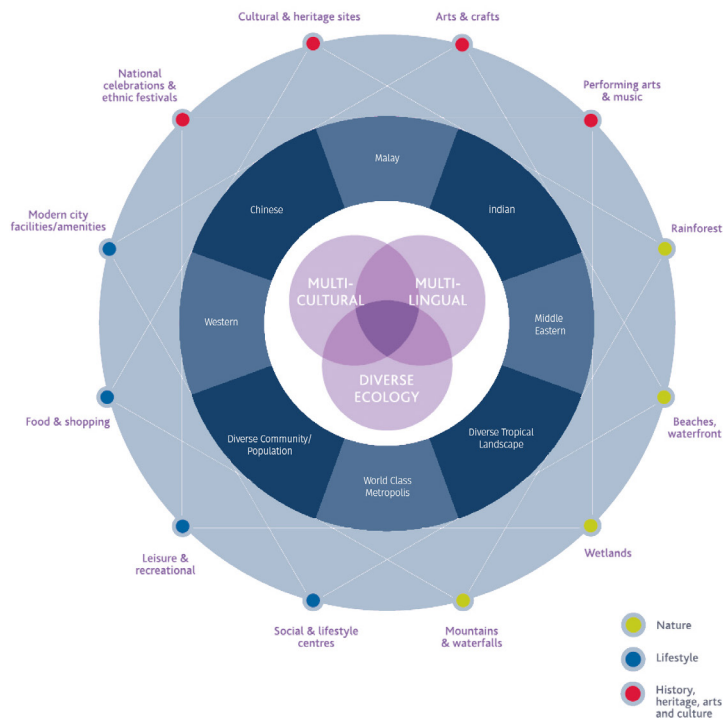 Cultural & heritage sites
Arts & crafts
National
celebrations &
ethnic festivals
Performing arts
& music
Malay
Chinese
indian
Modern city
facilities/amenities
Rainforest
MULTI-
CULTURAL
MULTI-
LINGUAL
Western
Middle
Eastern
DIVERSE
ECOLOGY
Food & shopping
Beaches,
waterfront
Diverse Community/
Population
Diverse Tropical
Landscape
World Class
Metropolis
Leisure &
recreational
Wetlands
Social & lifestyle
centres
Mountains
& waterfalls
Nature
Lifestyle
History,
heritage, arts
and culture